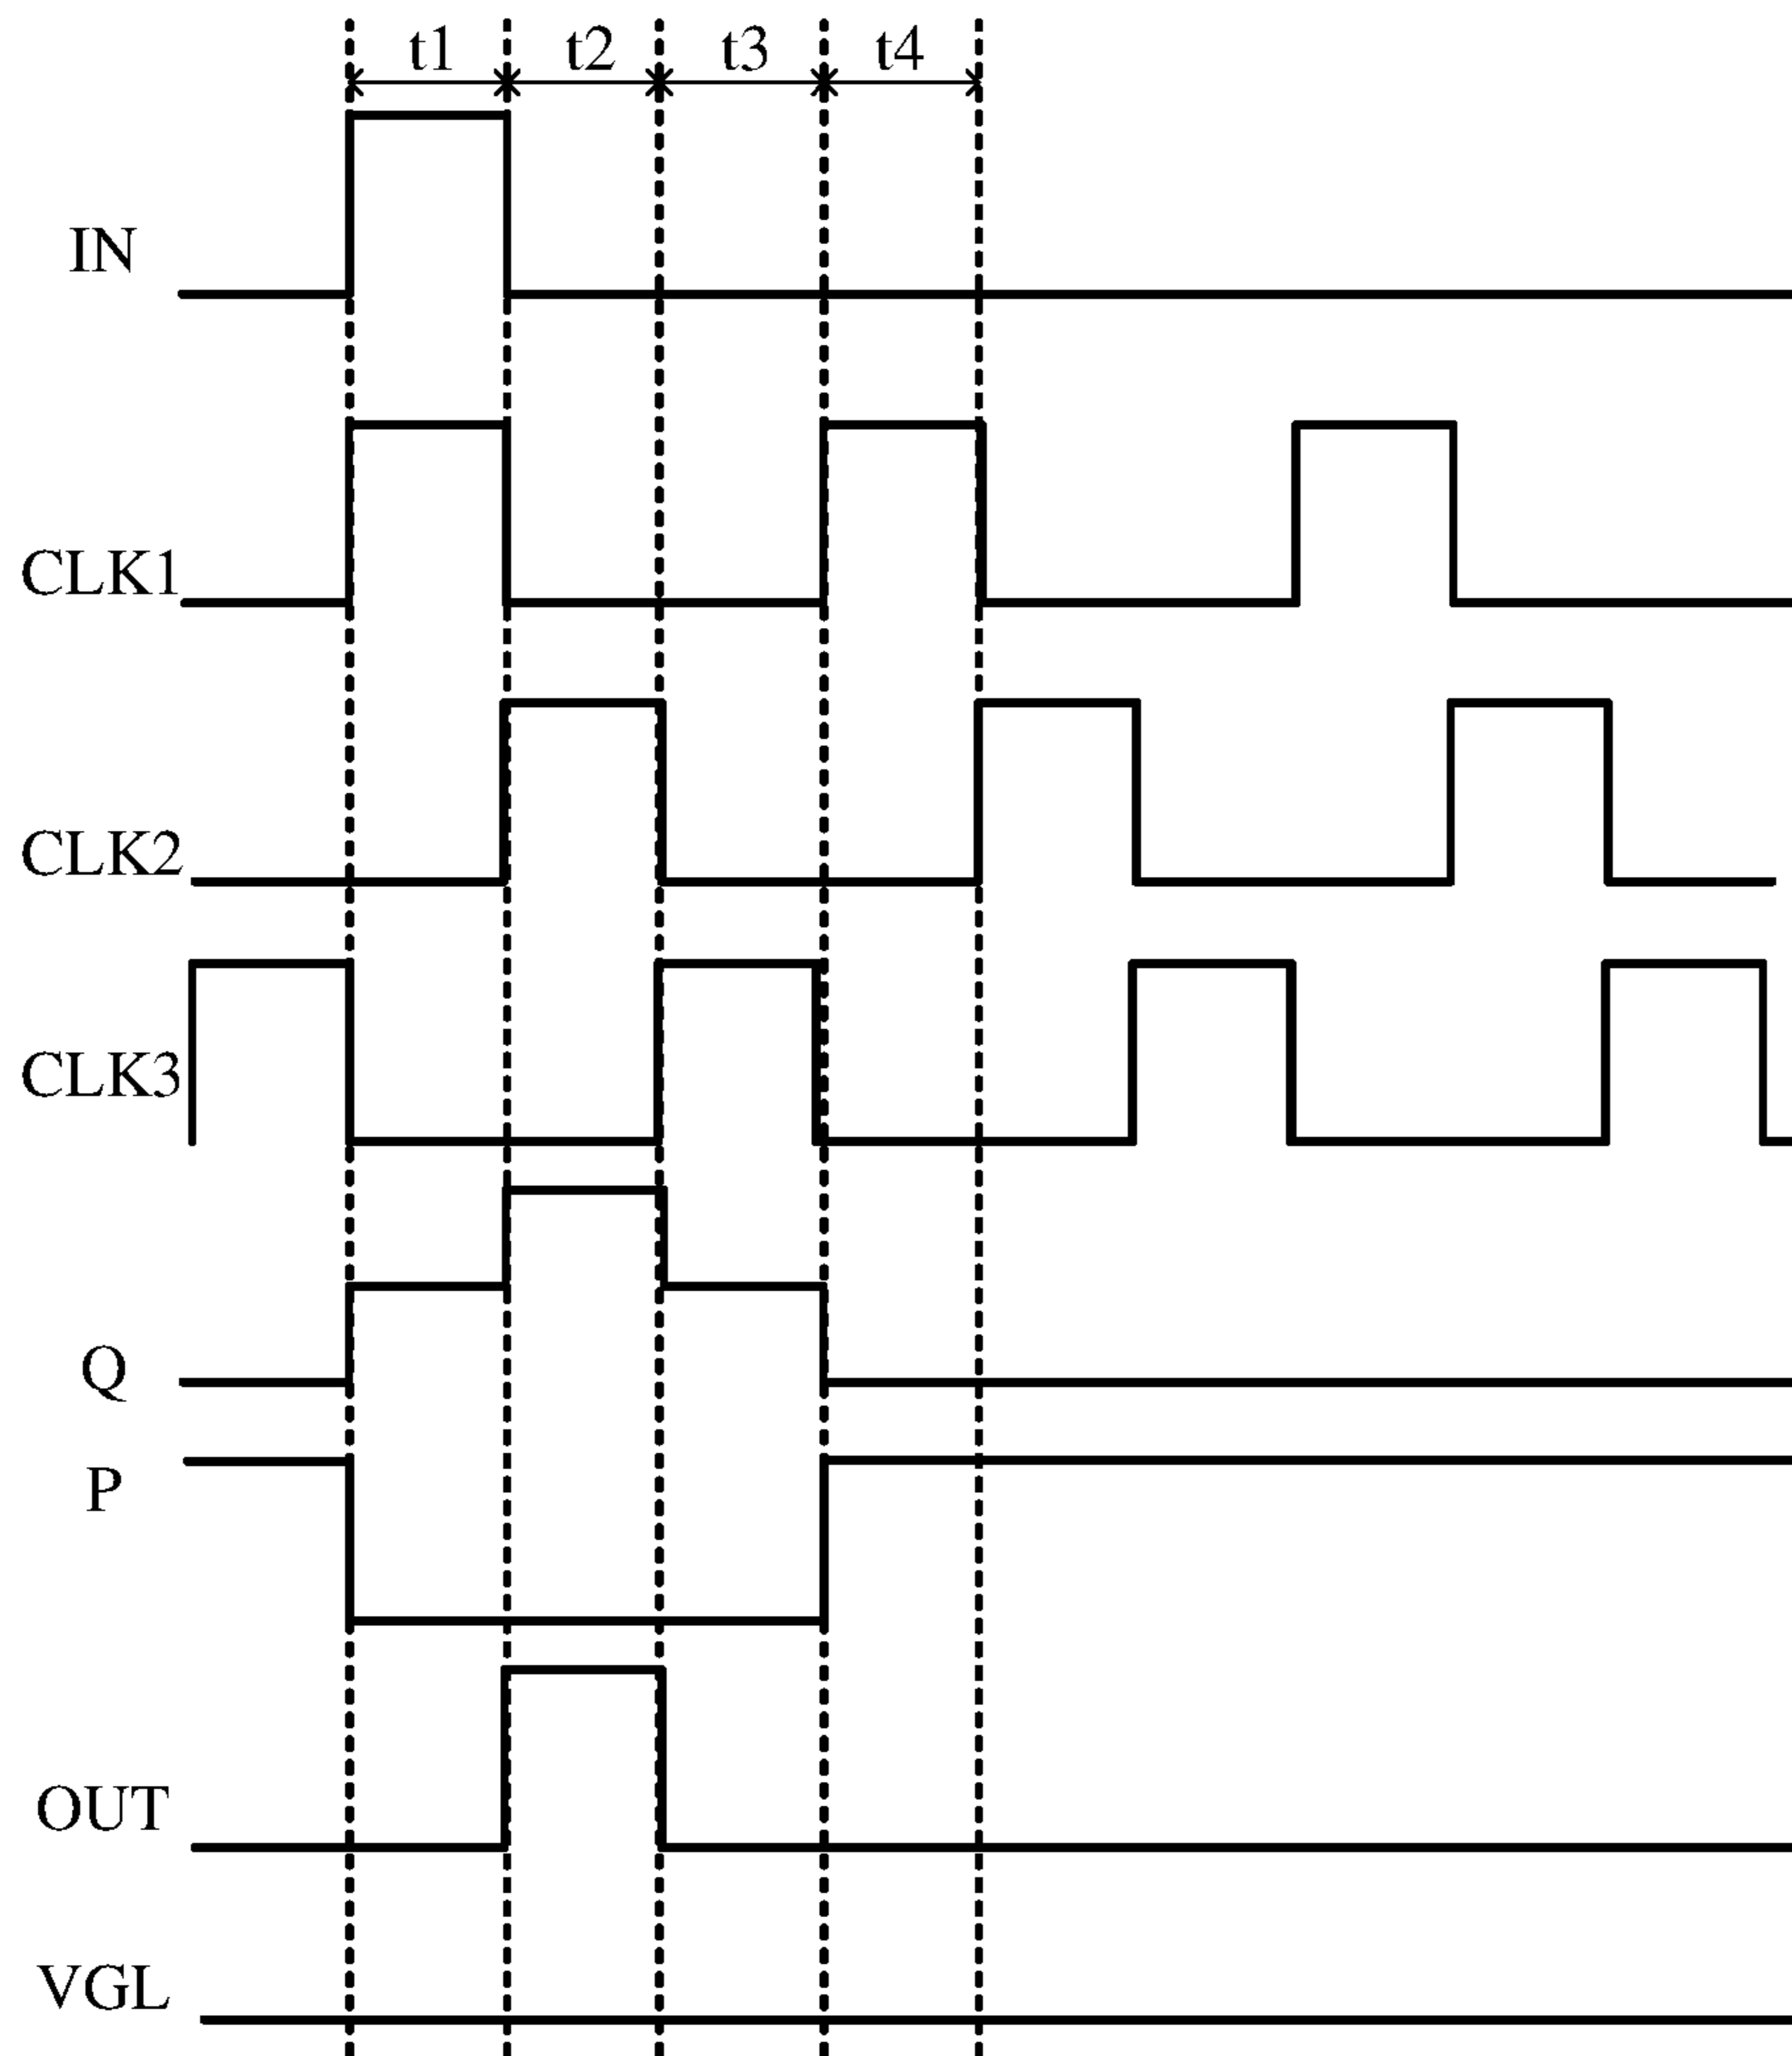 t1 t2 t3 t4
IN
CLK1
CLK2
CLK3
Q
P
OUT
VGL